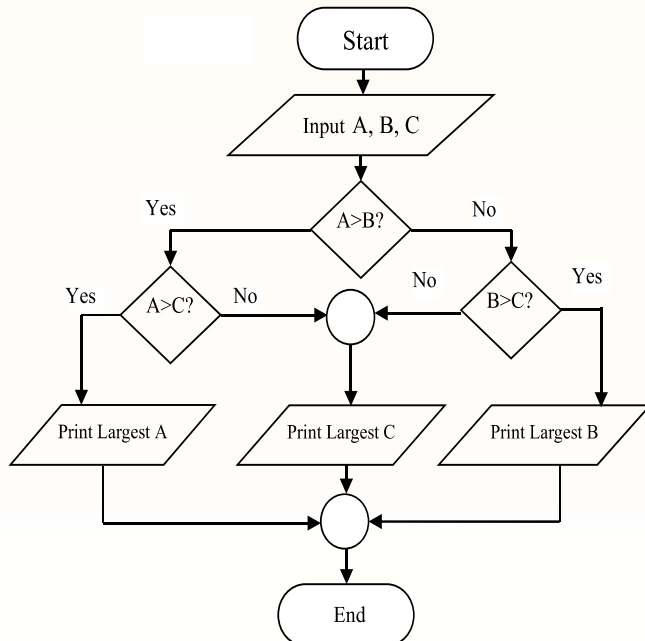 Start
Input A, B, C
A>B?
Yes
No
A>C?
Yes
No
B>C?
No
Yes
Print Largest A
Print Largest C
Print Largest B
End